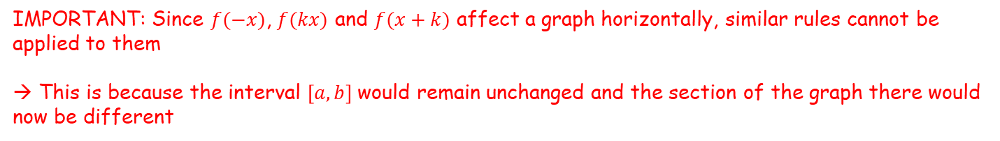 IMPORTANT: Since f(−x), f(kx) and f(x + k) affect a graph horizontally, similar rules cannot be
applied to them
→ This is because the interval [a, b] would remain unchanged and the section of the graph there would
now be different